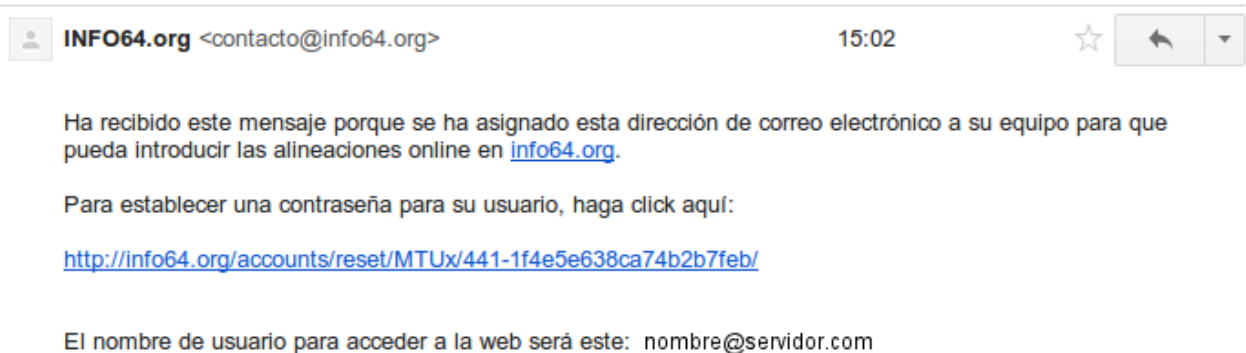 INFO64.org <contacto@info64.org> 15:02
Ha recibido este mensaje porque se ha asignado esta dirección de correo electrónico a su equipo para que
pueda introducir las alineaciones online en info64.org.
Para establecer una contraseña para su usuario, haga click aquí:
http://info64.org/accounts/reset/MTUx/441-1f4e5e638ca74b2b7feb/
El nombre de usuario para acceder a la web será este: nombre@servidor.com